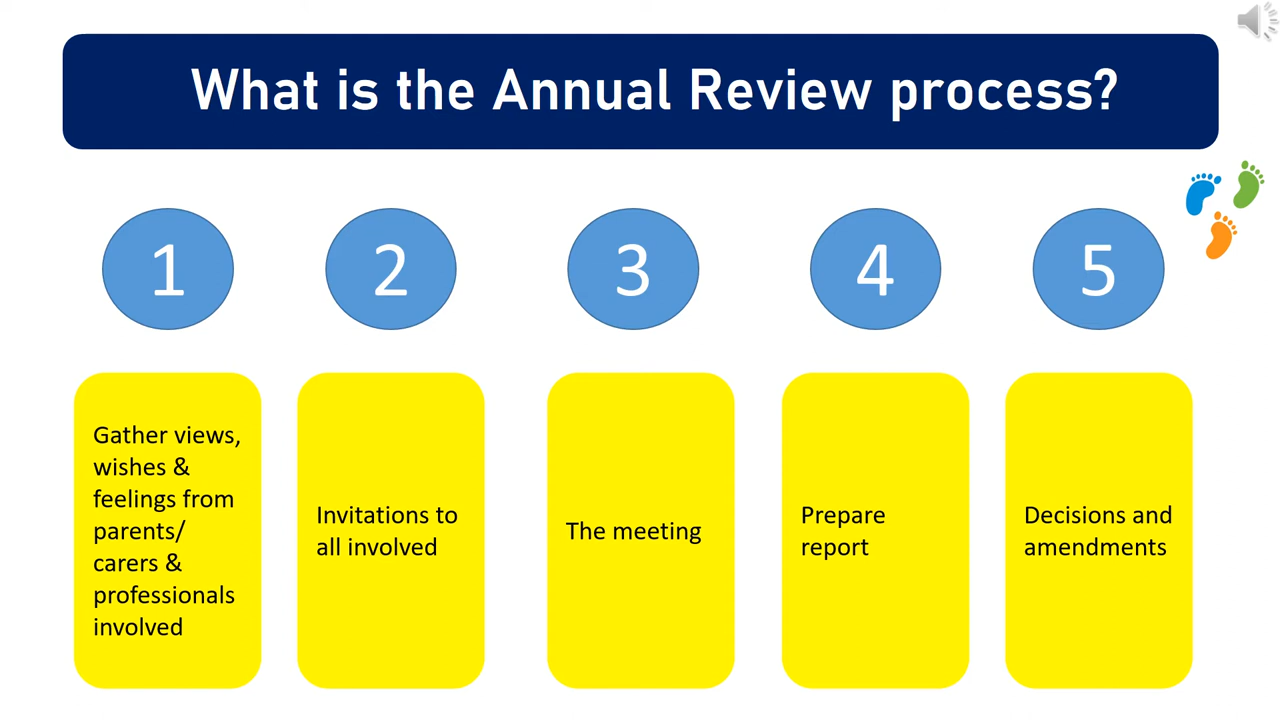 What is the Annual Review process?
1
2
3
4
5
Gather views,
wishes &
feelings from
parents/
carers &
professionals
involved
Invitations to
all involved
The meeting
Prepare
report
Decisions and
amendments